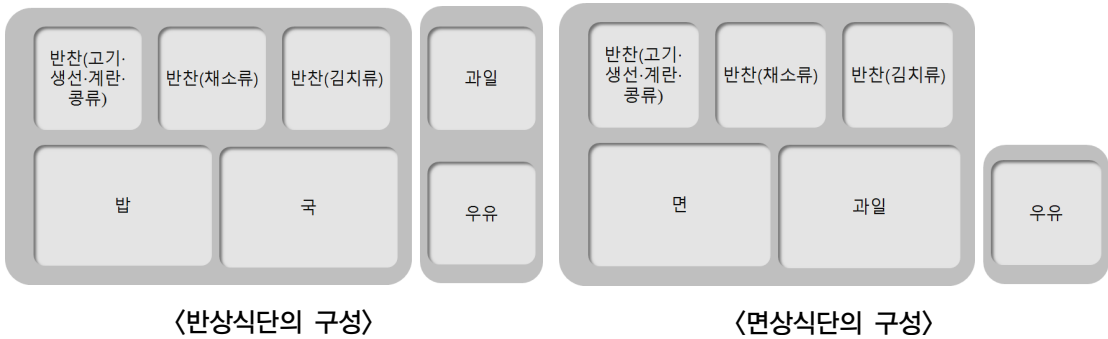 반찬(고기·
생선·계란·
콩류)
반찬(채소류)
반찬(김치류)
과일
밥
국
우유
〈반상식단의 구성〉
반찬(고기·
생선·계란·
콩류)
반찬(채소류)
반찬(김치류)
면
과일
우유
〈면상식단의 구성〉